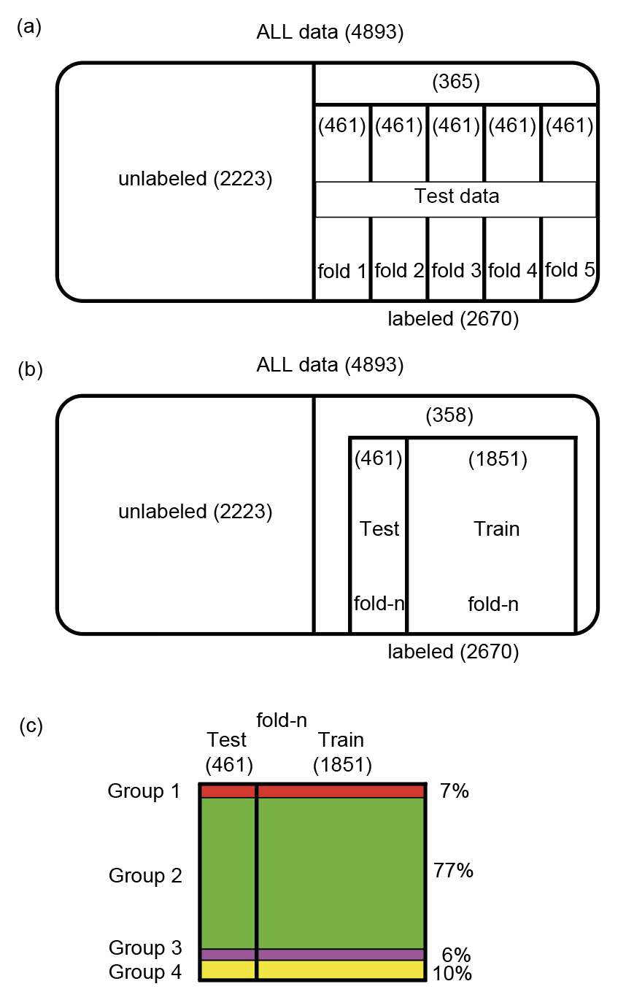 (a)
ALL data (4893)
(365)
(461) (461) (461) (461) (461)
unlabeled (2223)
Test data
fold 1 fold 2 fold 3 fold 4 fold 5
labeled (2670)
(b)
ALL data (4893)
(358)
(461) (1851)
unlabeled (2223)
Test Train
fold-n fold-n
labeled (2670)
(c)
fold-n
Test Train
(461) (1851)
Group 1 7%
Group 2 77%
Group 3 6%
Group 4 10%